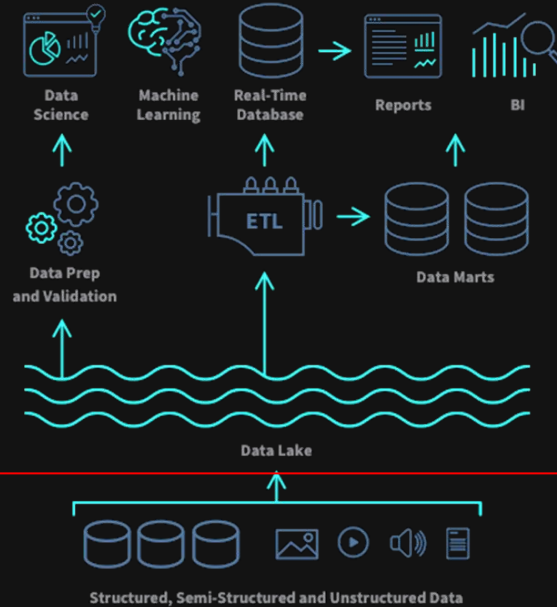 Data
Science
Machine
Learning
Real-Time
Database
Reports
BI
ETL
Data Prep
and Validation
Data Marts
Data Lake
Structured, Semi-Structured and Unstructured Data